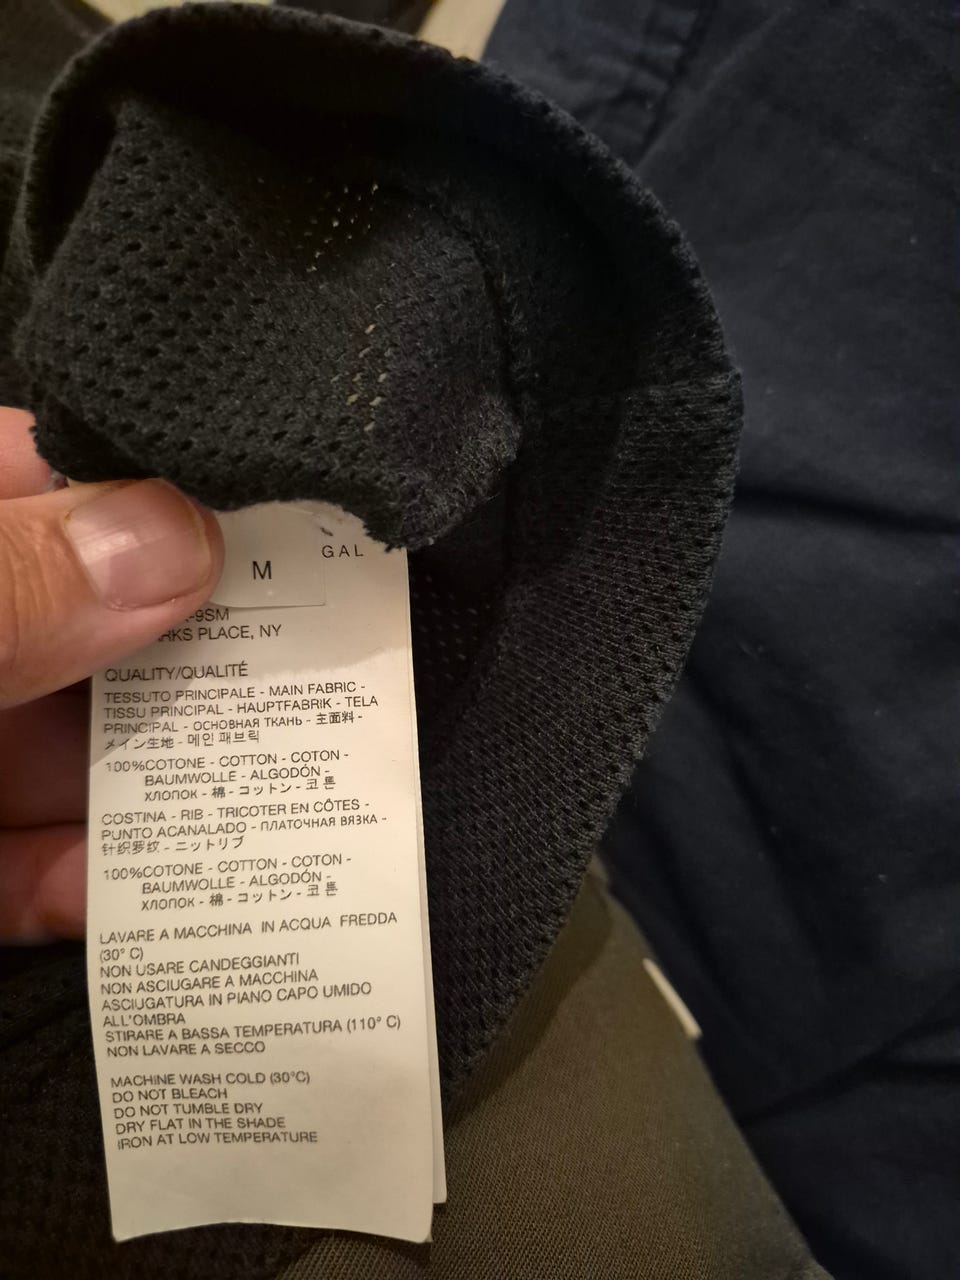 GAL
M
-9SM
RKS PLACE, NY
QUALITY/QUALITÉ
TESSUTO PRINCIPALE - MAIN FABRIC -
TISSU PRINCIPAL - HAUPTFABRIK - TELA
PRINCIPAL - ОСНОВНАЯ ТКАНЬ - 主面料 -
メイン生地 - 메인 패브릭
100%COTONE - COTTON - COTON -
BAUMWOLLE - ALGODÓN -
ХЛОПОК - 棉 - コットン - 코튼
COSTINA - RIB - TRICOTER EN CÔTES -
PUNTO ACANALADO - ПЛАТОЧНАЯ ВЯЗКА -
针织罗纹 - ニットリブ
100%COTONE - COTTON - COTON -
BAUMWOLLE - ALGODÓN -
ХЛОПОК - 棉 - コットン - 코튼
LAVARE A MACCHINA IN ACQUA FREDDA
(30° C)
NON USARE CANDEGGIANTI
NON ASCIUGARE A MACCHINA
ASCIUGATURA IN PIANO CAPO UMIDO
ALL'OMBRA
STIRARE A BASSA TEMPERATURA (110° C)
NON LAVARE A SECCO
MACHINE WASH COLD (30°C)
DO NOT BLEACH
DO NOT TUMBLE DRY
DRY FLAT IN THE SHADE
IRON AT LOW TEMPERATURE